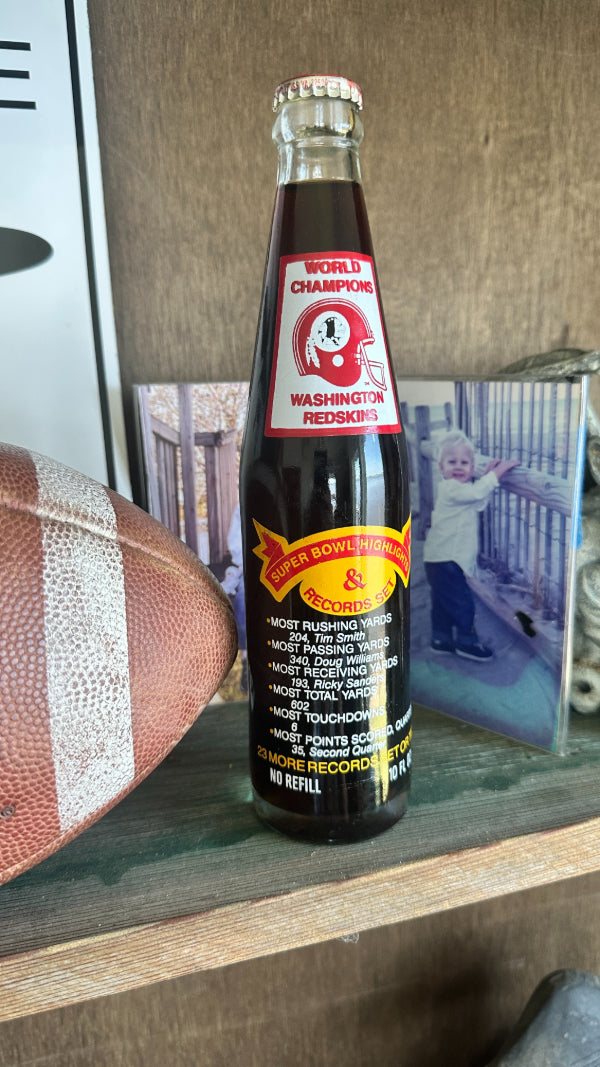 WORLD
CHAMPIONS
WASHINGTON
REDSKINS
SUPER BOWL HIGHLIGHTS
&
RECORDS SET
•MOST RUSHING YARDS
204, Tim Smith
•MOST PASSING YARDS
340, Doug Williams
•MOST RECEIVING YARDS
193, Ricky Sanders
•MOST TOTAL YARDS
602
•MOST TOUCHDOWNS
6
•MOST POINTS SCORED,
35, Second Quarter
23 MORE RECORDS SET OR
NO REFILL
10 FL